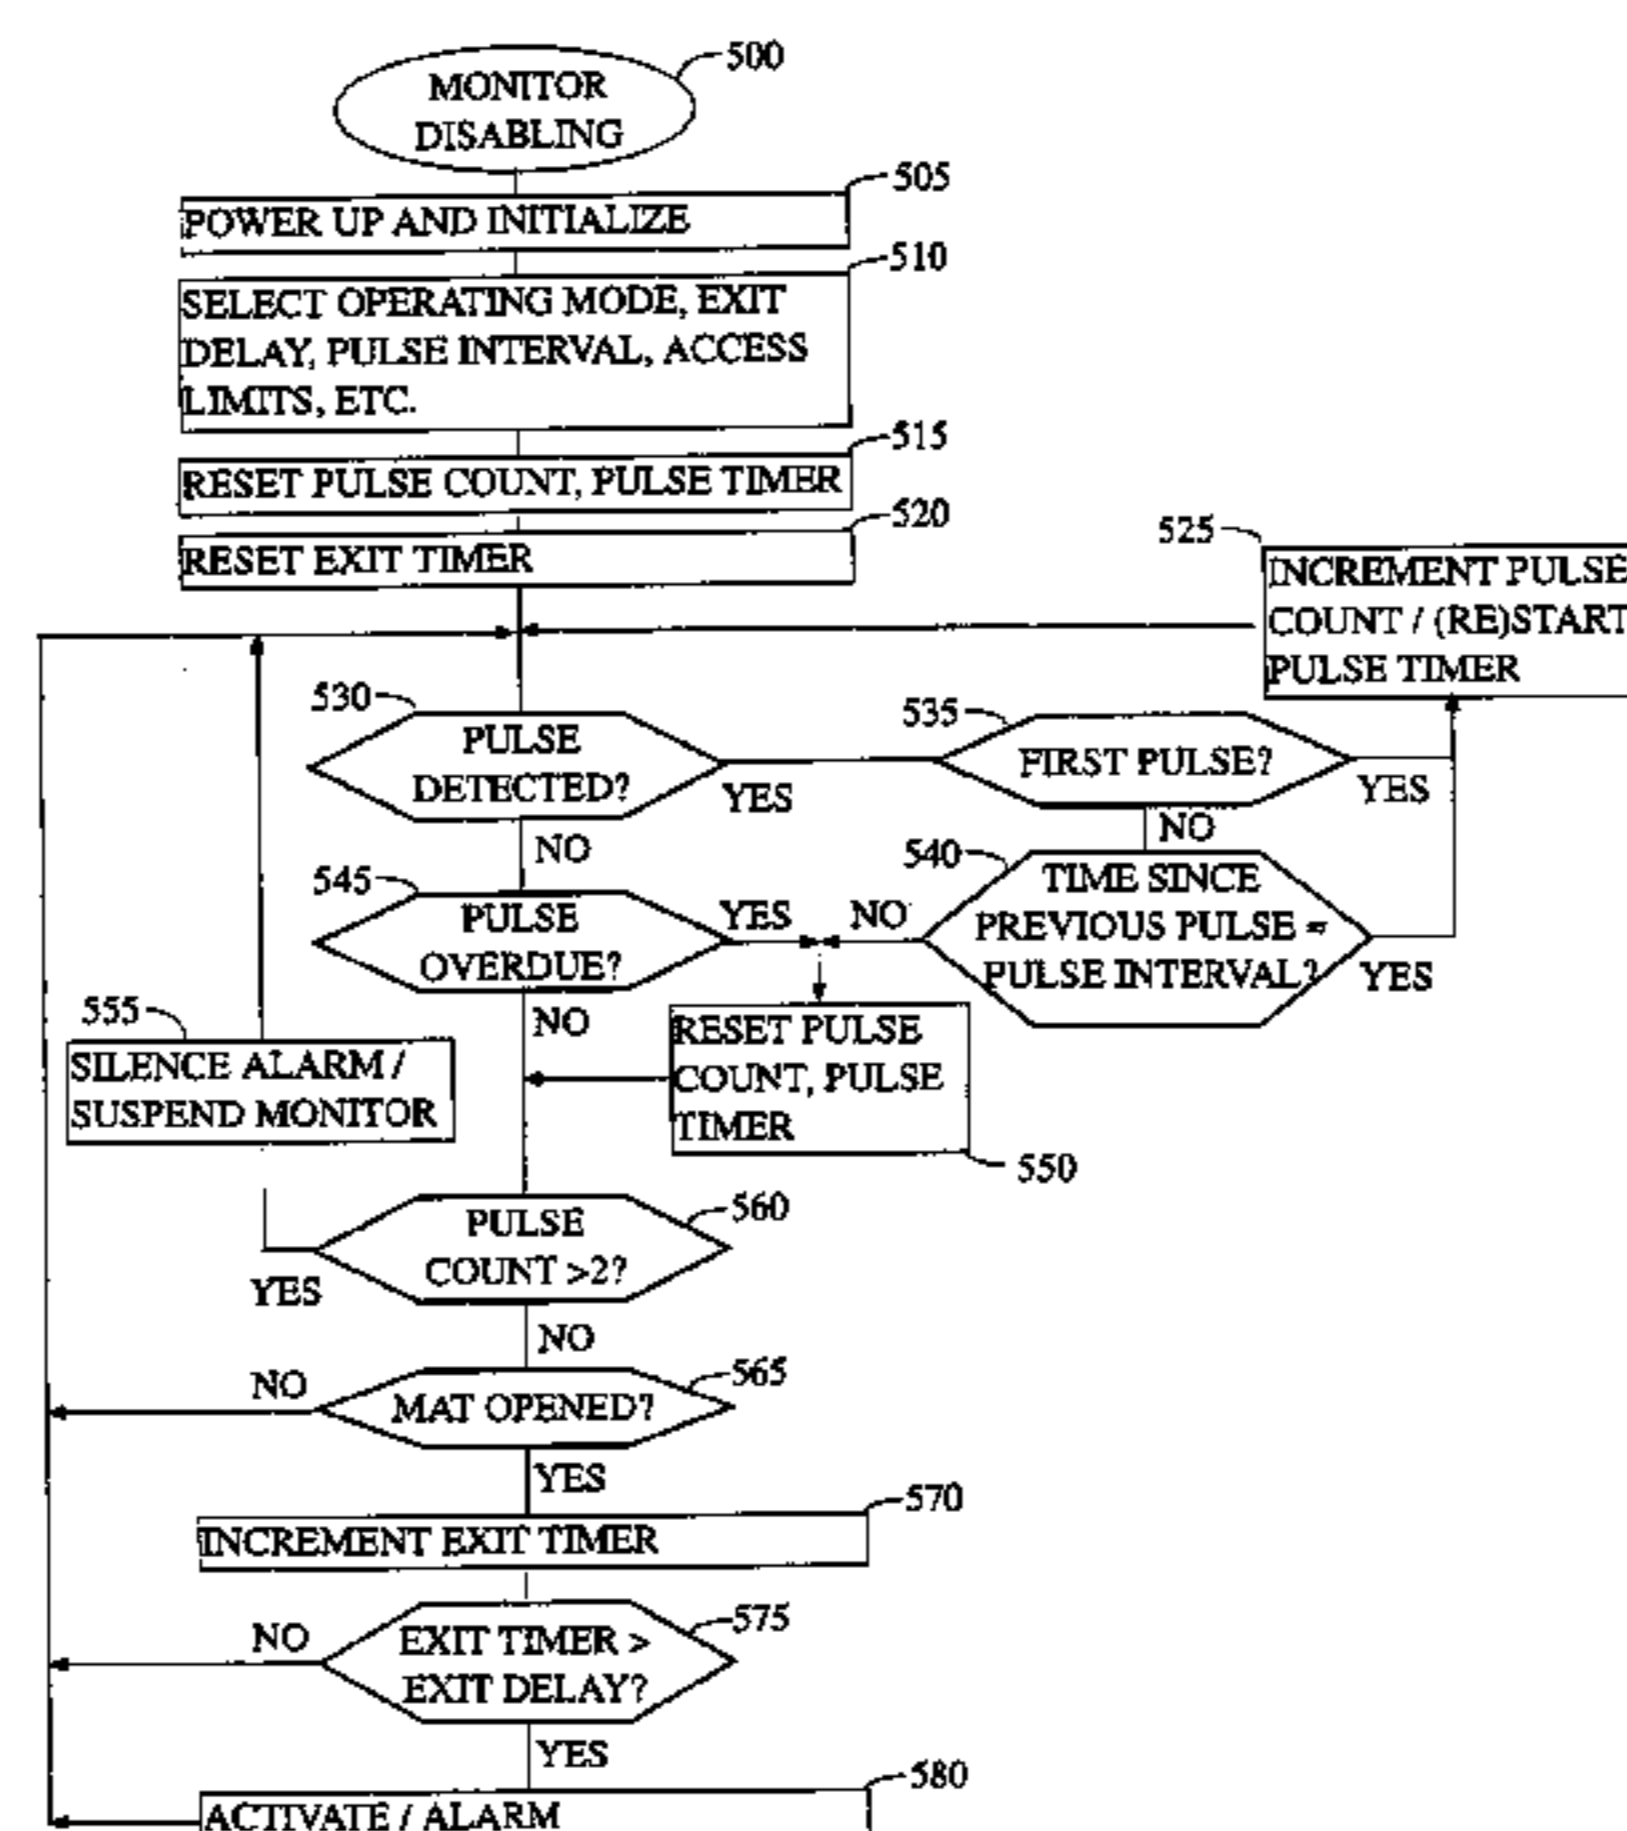 500
MONITOR
DISABLING
505
POWER UP AND INITIALIZE
510
SELECT OPERATING MODE, EXIT
DELAY, PULSE INTERVAL, ACCESS
LIMITS, ETC.
515
RESET PULSE COUNT, PULSE TIMER
520
RESET EXIT TIMER
525
INCREMENT PULSE
COUNT / (RE)START
PULSE TIMER
530
PULSE
DETECTED?
YES
NO
535
FIRST PULSE?
YES
NO
540
TIME SINCE
PREVIOUS PULSE =
PULSE INTERVAL?
YES
NO
545
PULSE
OVERDUE?
YES
NO
550
RESET PULSE
COUNT, PULSE
TIMER
555
SILENCE ALARM /
SUSPEND MONITOR
560
PULSE
COUNT >2?
YES
NO
565
MAT OPENED?
NO
YES
570
INCREMENT EXIT TIMER
575
EXIT TIMER >
EXIT DELAY?
NO
YES
580
ACTIVATE / ALARM